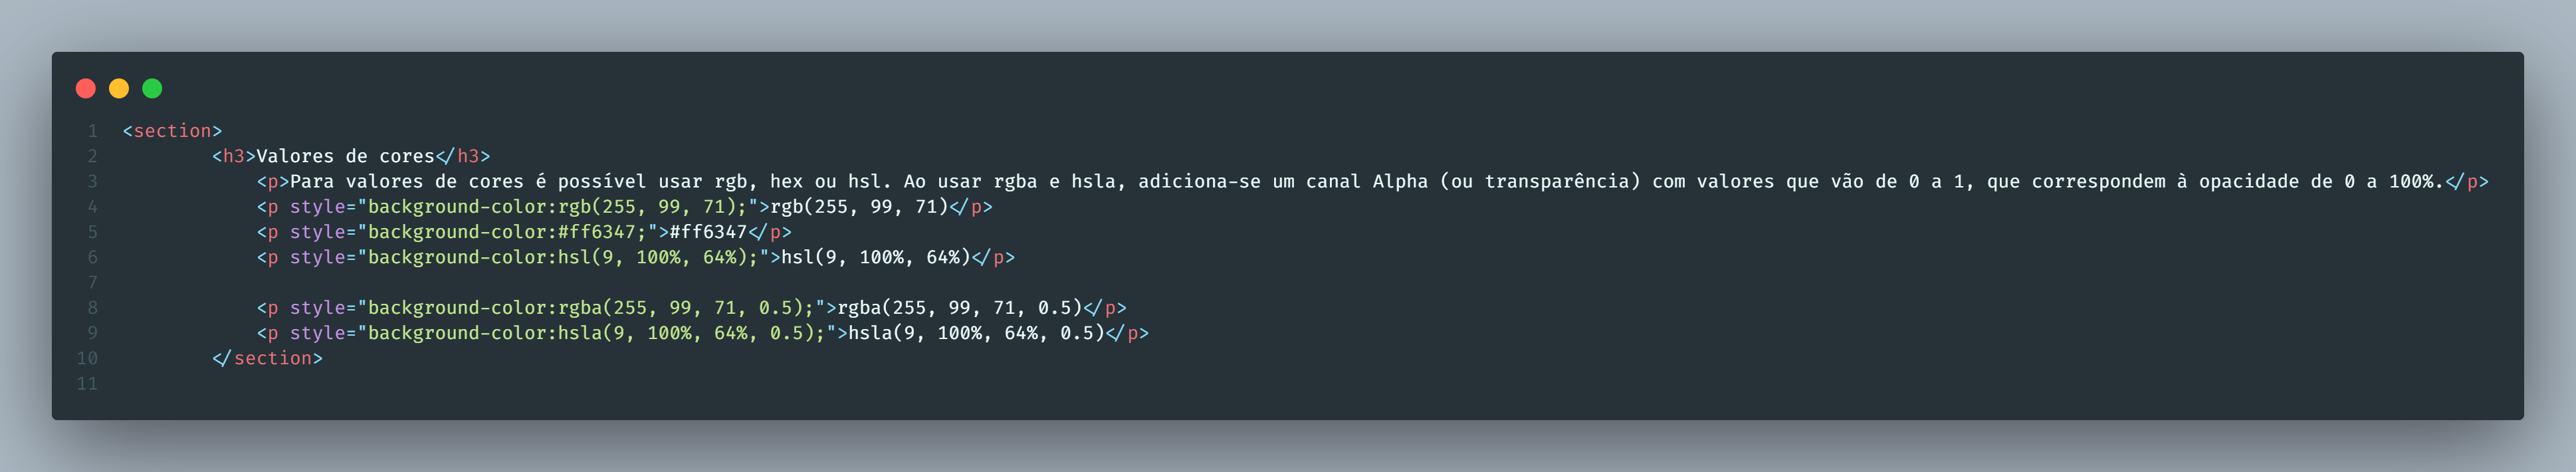 1 <section>
2 <h3>Valores de cores</h3>
3 <p>Para valores de cores é possível usar rgb, hex ou hsl. Ao usar rgba e hsla, adiciona-se um canal Alpha (ou transparência) com valores que vão de 0 a 1, que correspondem à opacidade de 0 a 100%.</p>
4 <p style="background-color:rgb(255, 99, 71);">rgb(255, 99, 71)</p>
5 <p style="background-color:#ff6347;">#ff6347</p>
6 <p style="background-color:hsl(9, 100%, 64%);">hsl(9, 100%, 64%)</p>
7
8 <p style="background-color:rgba(255, 99, 71, 0.5);">rgba(255, 99, 71, 0.5)</p>
9 <p style="background-color:hsla(9, 100%, 64%, 0.5);">hsla(9, 100%, 64%, 0.5)</p>
10 </section>
11